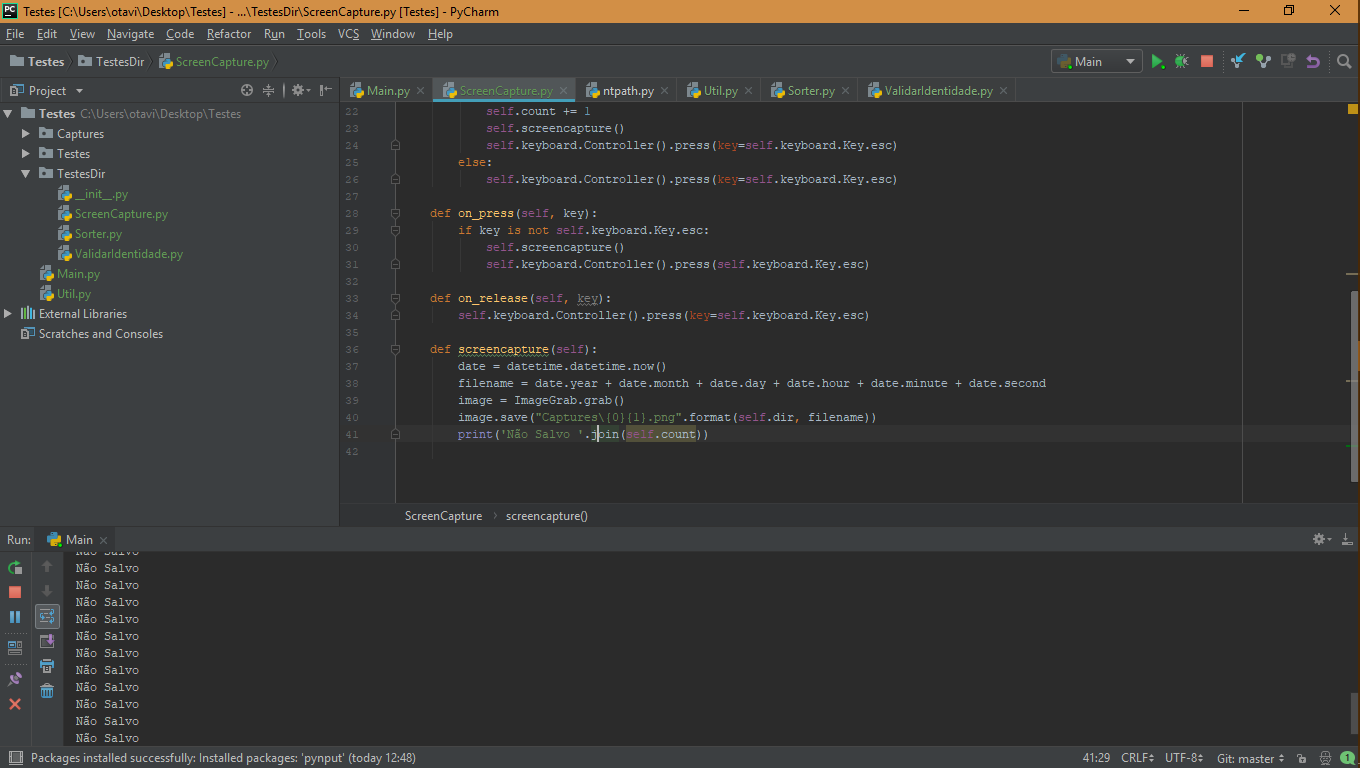 Testes [C:\Users\otavi\Desktop\Testes] - ...\TestesDir\ScreenCapture.py [Testes] - PyCharm
File Edit View Navigate Code Refactor Run Tools VCS Window Help
Testes TestesDir ScreenCapture.py Main
Project Main.py ScreenCapture.py ntpath.py Util.py Sorter.py ValidarIdentidade.py
Testes C:\Users\otavi\Desktop\Testes
Captures
Testes
TestesDir
__init__.py
ScreenCapture.py
Sorter.py
ValidarIdentidade.py
Main.py
Util.py
External Libraries
Scratches and Consoles
22 self.count += 1
23 self.screencapture()
24 self.keyboard.Controller().press(key=self.keyboard.Key.esc)
25 else:
26 self.keyboard.Controller().press(key=self.keyboard.Key.esc)
27
28 def on_press(self, key):
29 if key is not self.keyboard.Key.esc:
30 self.screencapture()
31 self.keyboard.Controller().press(self.keyboard.Key.esc)
32
33 def on_release(self, key):
34 self.keyboard.Controller().press(key=self.keyboard.Key.esc)
35
36 def screencapture(self):
37 date = datetime.datetime.now()
38 filename = date.year + date.month + date.day + date.hour + date.minute + date.second
39 image = ImageGrab.grab()
40 image.save("Captures\{0}{1}.png".format(self.dir, filename))
41 print('Não Salvo '.join(self.count))
42
ScreenCapture screencapture()
Run: Main
Não Salvo
Não Salvo
Não Salvo
Não Salvo
Não Salvo
Não Salvo
Não Salvo
Não Salvo
Não Salvo
Não Salvo
Não Salvo
Não Salvo
Packages installed successfully: Installed packages: 'pynput' (today 12:48) 41:29 CRLF UTF-8 Git: master 1